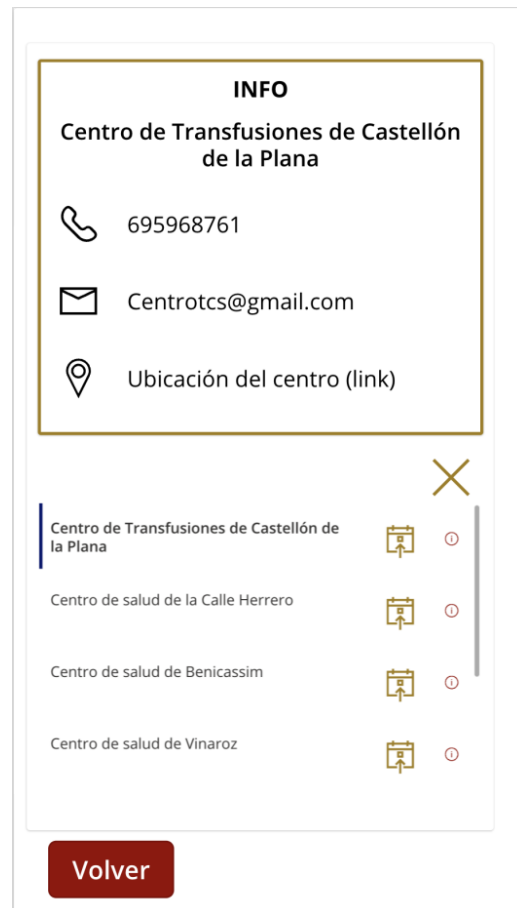 INFO
Centro de Transfusiones de Castellón
de la Plana
695968761
Centrotcs@gmail.com
Ubicación del centro (link)
Centro de Transfusiones de Castellón de
la Plana
Centro de salud de la Calle Herrero
Centro de salud de Benicassim
Centro de salud de Vinaroz
Volver